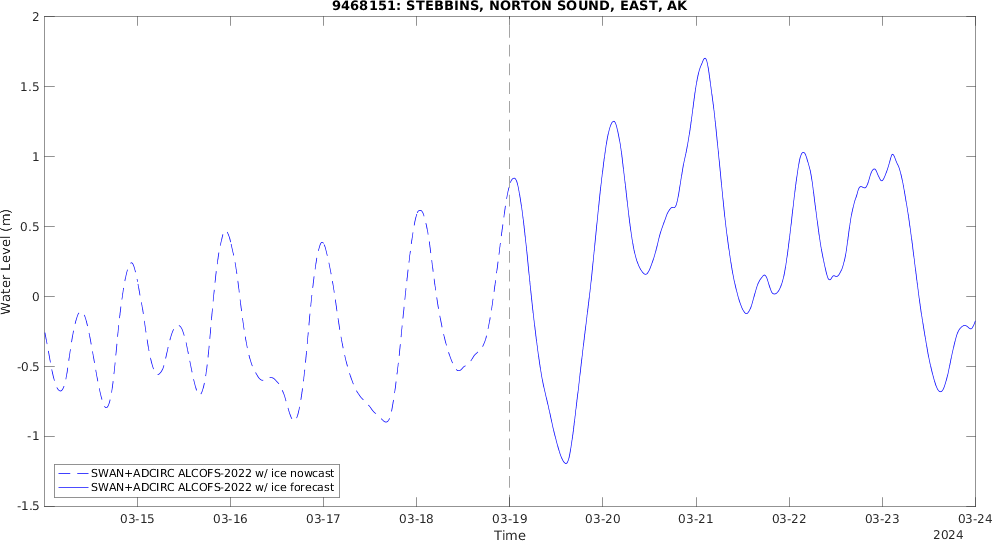 9468151: STEBBINS, NORTON SOUND, EAST, AK
2
1.5
1
0.5
0
-0.5
-1
-1.5
Water Level (m)
SWAN+ADCIRC ALCOFS-2022 w/ ice nowcast
SWAN+ADCIRC ALCOFS-2022 w/ ice forecast
03-15 03-16 03-17 03-18 03-19 03-20 03-21 03-22 03-23 03-24
Time
2024